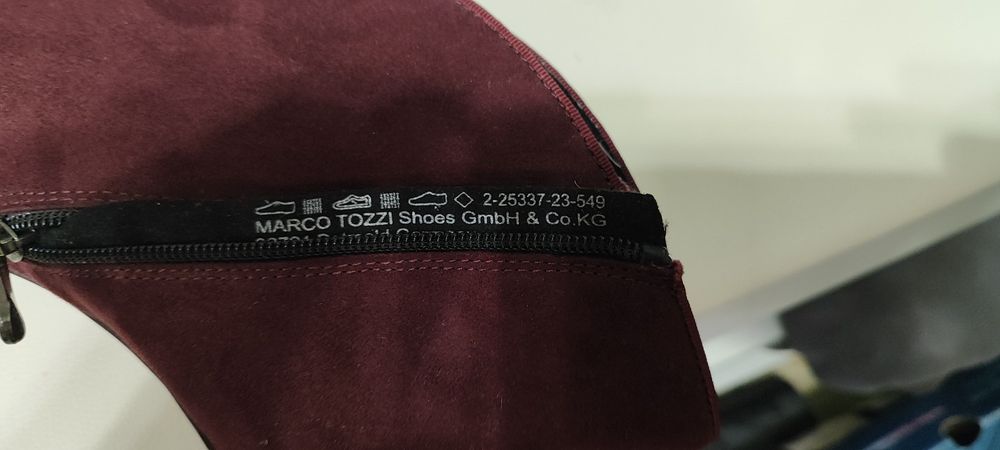 2-25337-23-549
MARCO TOZZI Shoes GmbH & Co.KG